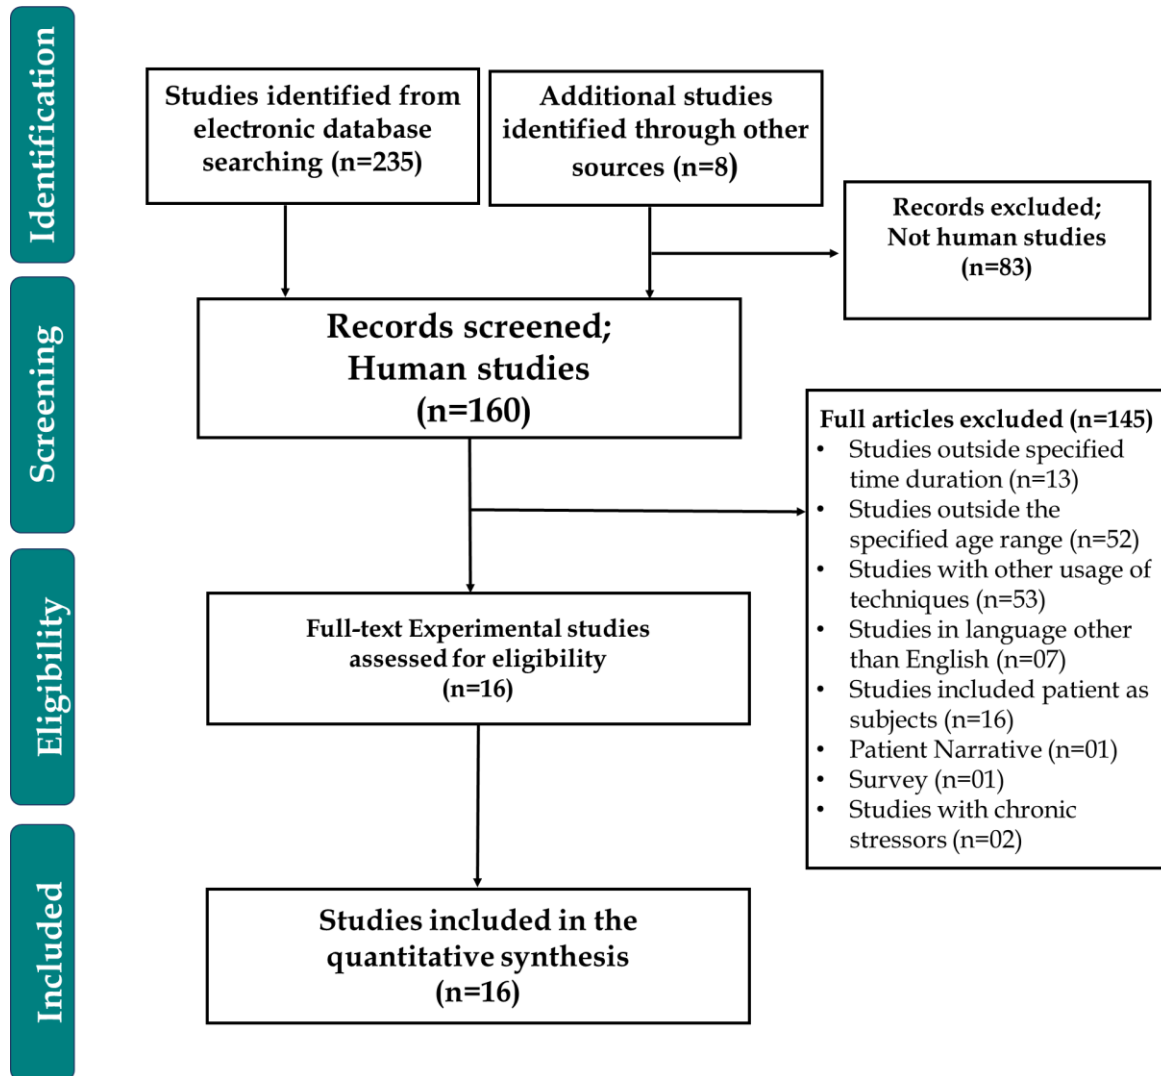 Identification
Studies identified from
electronic database
searching (n=235)
Additional studies
identified through other
sources (n=8)
Records excluded;
Not human studies
(n=83)
Screening
Records screened;
Human studies
(n=160)
Full articles excluded (n=145)
• Studies outside specified
time duration (n=13)
• Studies outside the
specified age range (n=52)
• Studies with other usage of
techniques (n=53)
• Studies in language other
than English (n=07)
• Studies included patient as
subjects (n=16)
• Patient Narrative (n=01)
• Survey (n=01)
• Studies with chronic
stressors (n=02)
Eligibility
Full-text Experimental studies
assessed for eligibility
(n=16)
Included
Studies included in the
quantitative synthesis
(n=16)